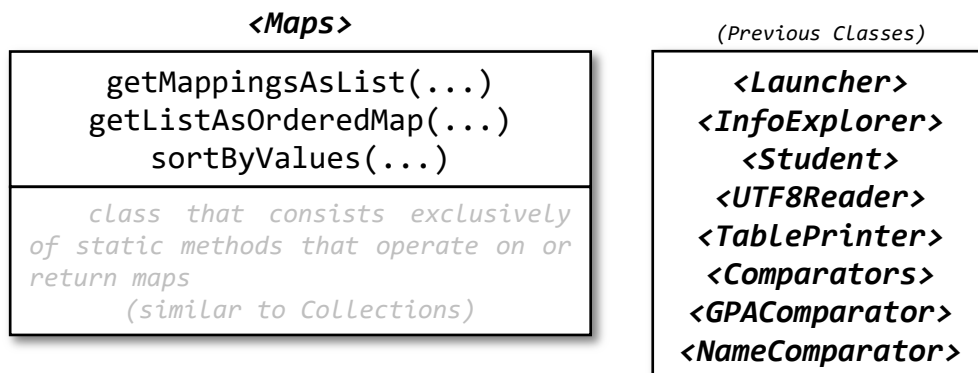 <Maps>
getMappingsAsList(...)
getListAsOrderedMap(...)
sortByValues(...)
class that consists exclusively
of static methods that operate on or
return maps
(similar to Collections)
(Previous Classes)
<Launcher>
<InfoExplorer>
<Student>
<UTF8Reader>
<TablePrinter>
<Comparators>
<GPAComparator>
<NameComparator>